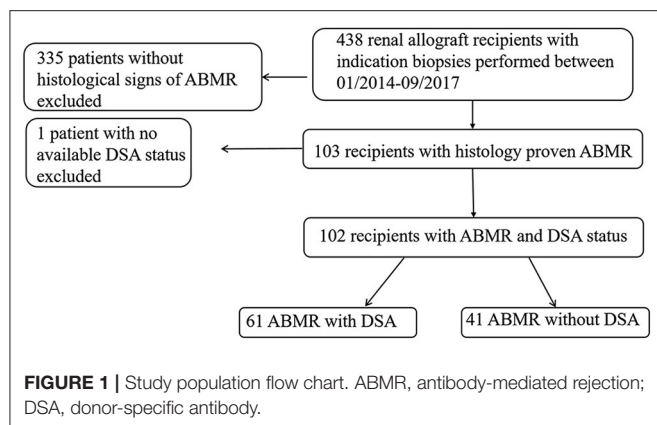 335 patients without
histological signs of ABMR
excluded
438 renal allograft recipients with
indication biopsies performed between
01/2014-09/2017
1 patient with no
available DSA status
excluded
103 recipients with histology proven ABMR
102 recipients with ABMR and DSA status
61 ABMR with DSA
41 ABMR without DSA
FIGURE 1 | Study population flow chart. ABMR, antibody-mediated rejection;
DSA, donor-specific antibody.